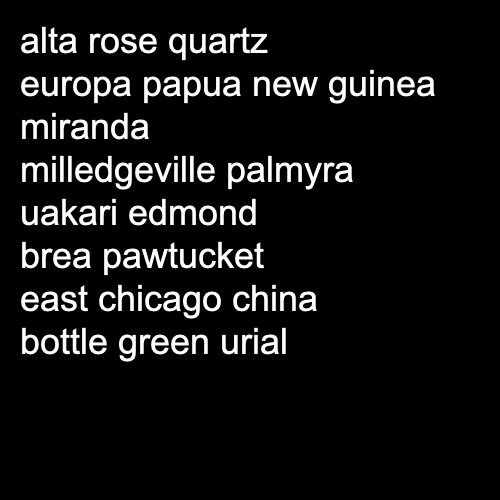 alta rose quartz
europa papua new guinea
miranda
milledgeville palmyra
uakari edmond
brea pawtucket
east chicago china
bottle green urial